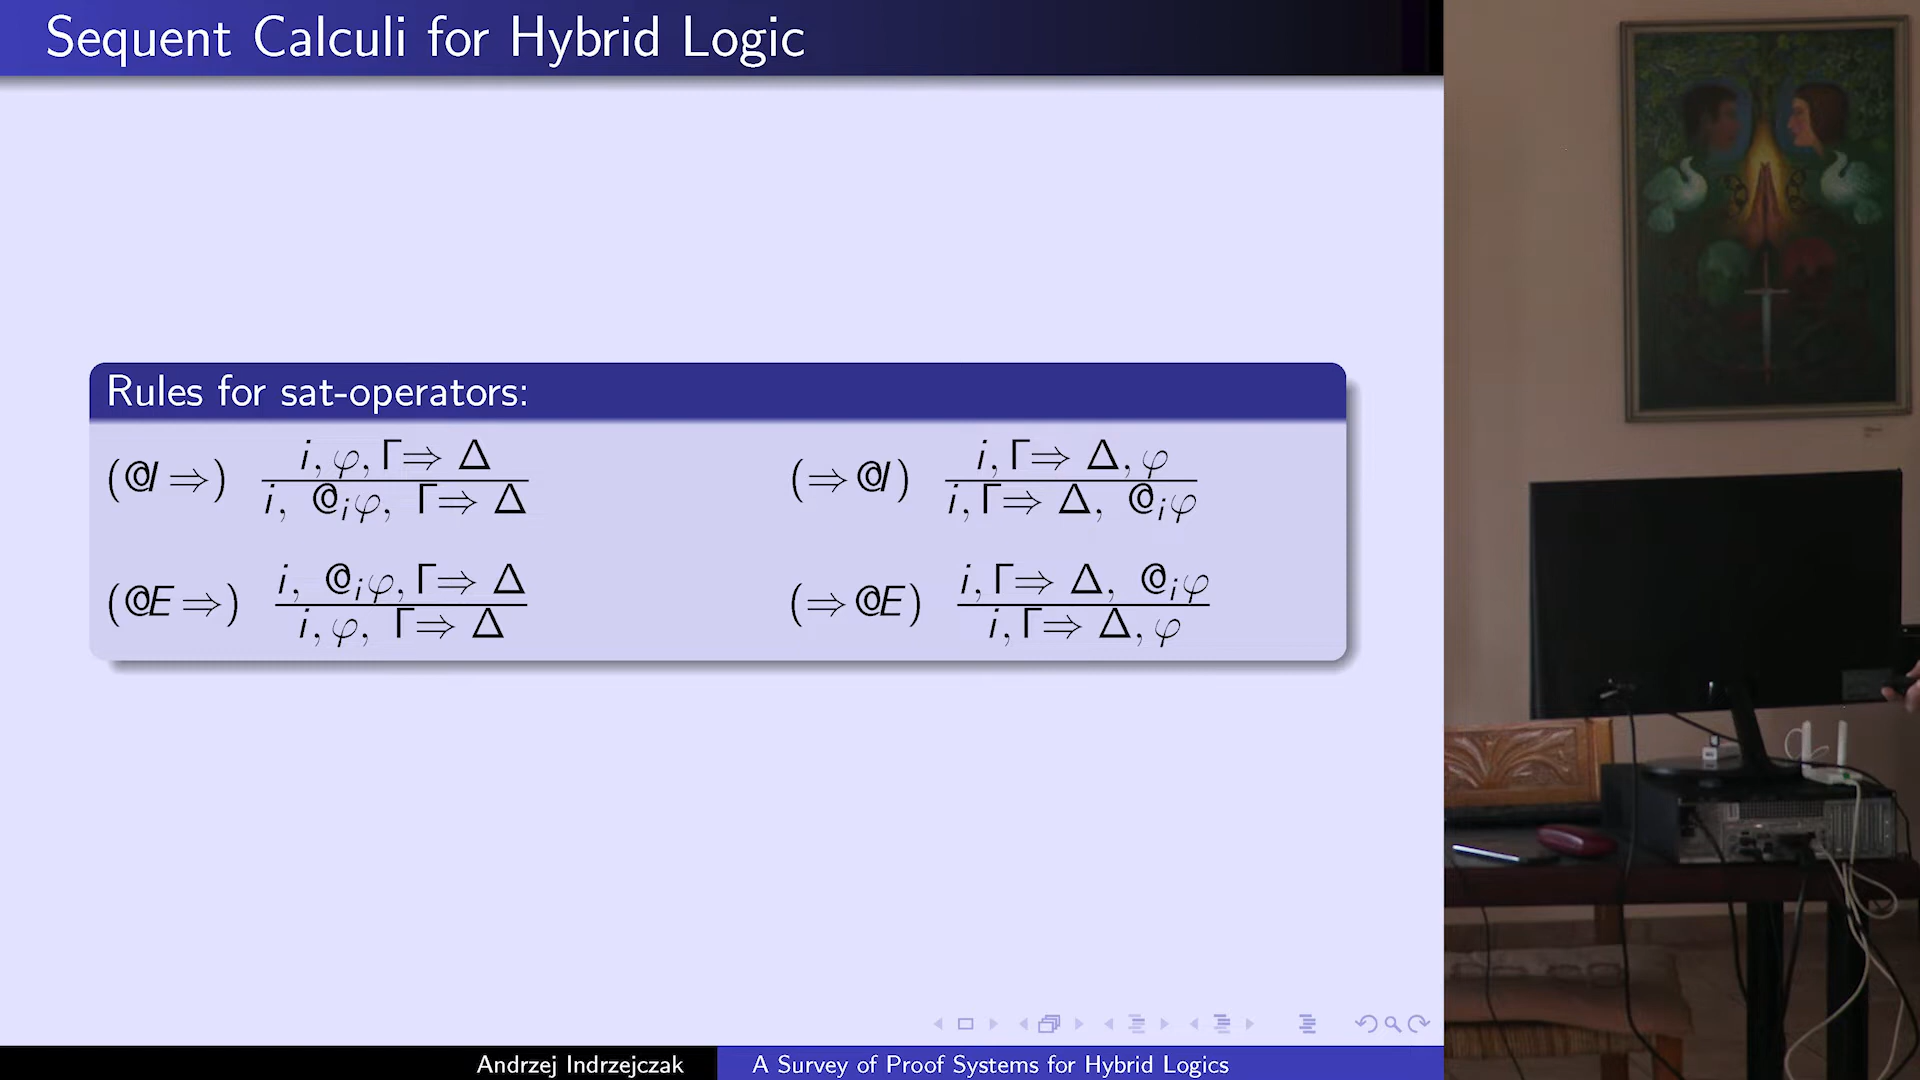 Sequent Calculi for Hybrid Logic
Rules for sat-operators:
(@I ⇒) i, φ, Γ ⇒ Δ / i, @ᵢφ, Γ ⇒ Δ
(⇒ @I) i, Γ ⇒ Δ, φ / i, Γ ⇒ Δ, @ᵢφ
(@E ⇒) i, @ᵢφ, Γ ⇒ Δ / i, φ, Γ ⇒ Δ
(⇒ @E) i, Γ ⇒ Δ, @ᵢφ / i, Γ ⇒ Δ, φ
Andrzej Indrzejczak
A Survey of Proof Systems for Hybrid Logics